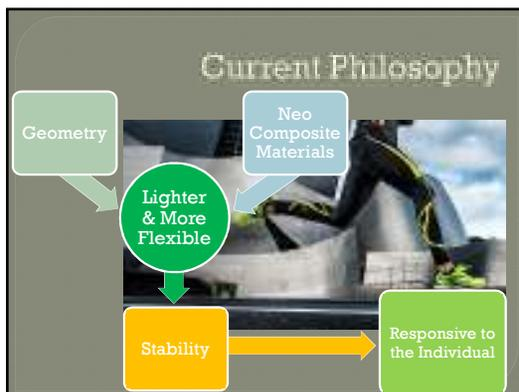 Current Philosophy
Geometry
Neo
Composite
Materials
Lighter
& More
Flexible
Stability
Responsive to
the Individual